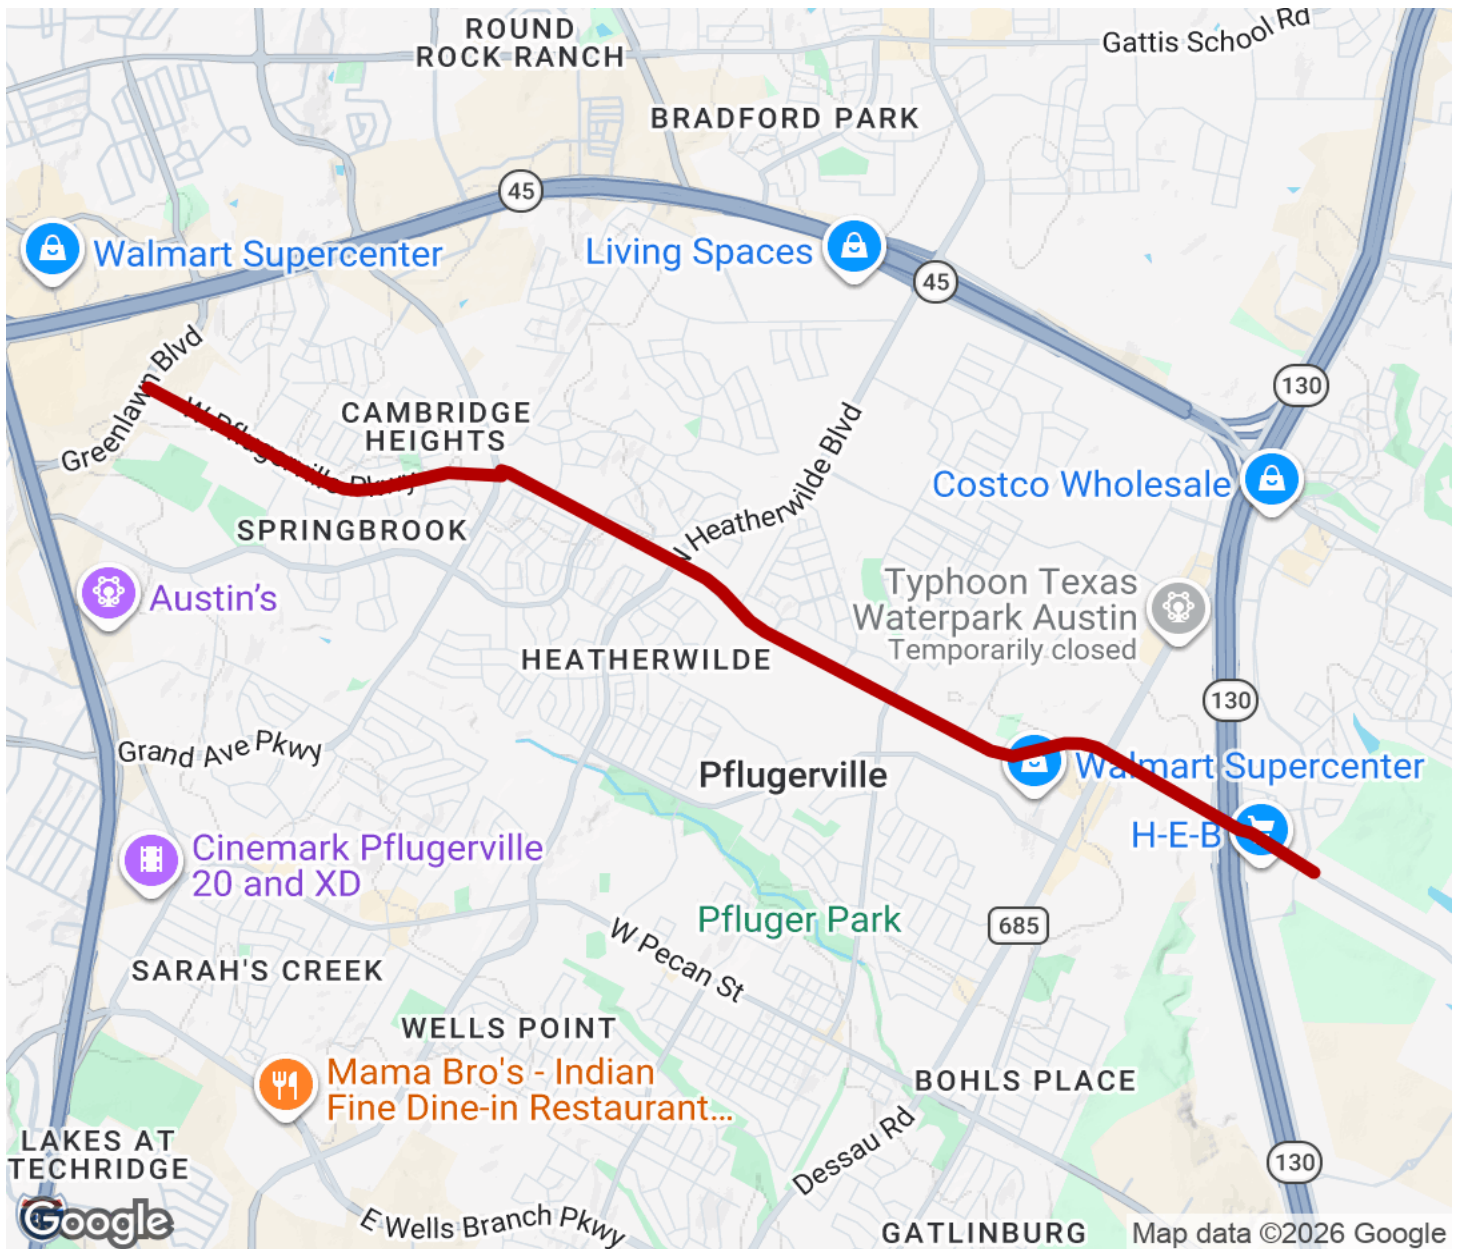 ROUND
ROCK RANCH
Gattis School Rd
BRADFORD PARK
45
Walmart Supercenter
Living Spaces
45
Greenlawn Blvd
130
W Pflugerville Pkwy
CAMBRIDGE
HEIGHTS
N Heatherwilde Blvd
Costco Wholesale
SPRINGBROOK
Austin's
Typhoon Texas
Waterpark Austin
Temporarily closed
HEATHERWILDE
130
Grand Ave Pkwy
Pflugerville
Walmart Supercenter
H-E-B
Cinemark Pflugerville
20 and XD
Pfluger Park
685
W Pecan St
SARAH'S CREEK
WELLS POINT
Mama Bro's - Indian
Fine Dine-in Restaurant...
BOHLS PLACE
Dessau Rd
LAKES AT
TECHRIDGE
130
Google
E Wells Branch Pkwy
GATLINBURG
Map data ©2026 Google